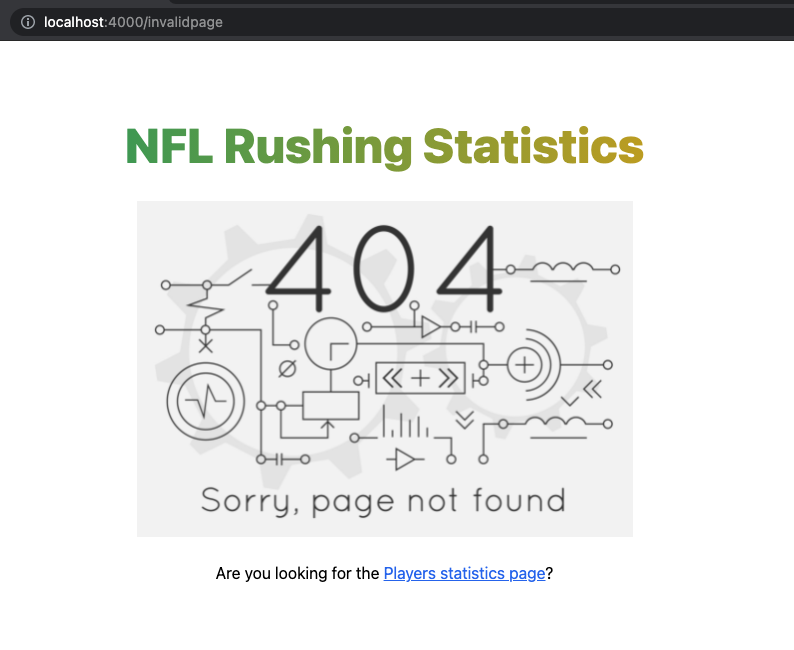 localhost:4000/invalidpage
NFL Rushing Statistics
404
Sorry, page not found
Are you looking for the Players statistics page?